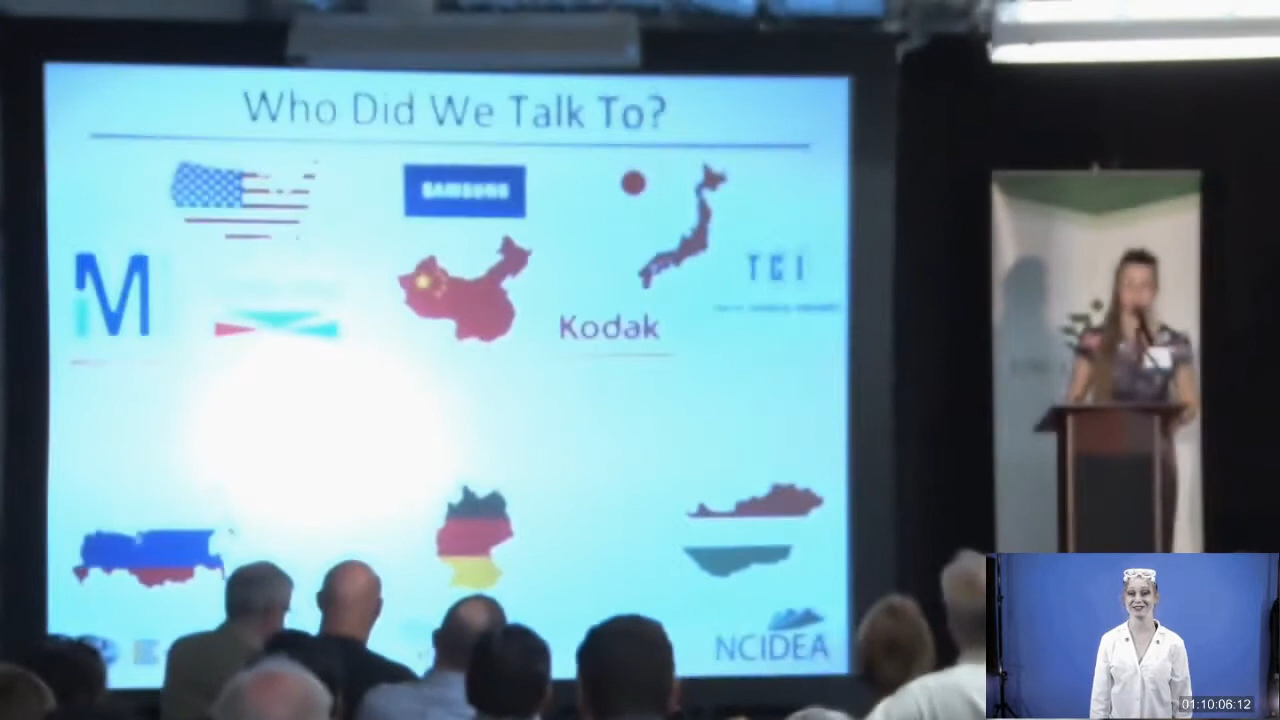 Who Did We Talk To?
SAMSUNG
M
TCI
Kodak
NCIDEA
01:10:06:12